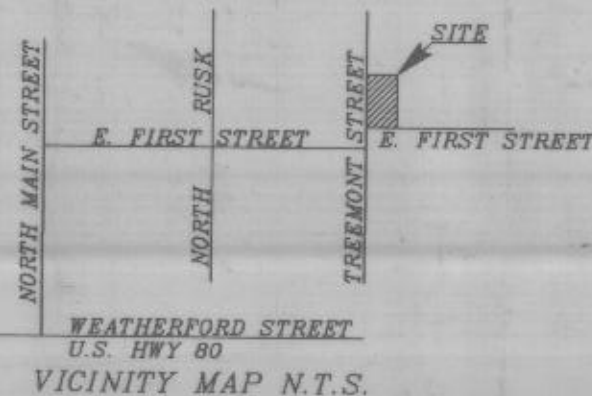 SITE
NORTH MAIN STREET
NORTH RUSK
TREEMONT STREET
E. FIRST STREET
E. FIRST STREET
WEATHERFORD STREET
U.S. HWY 80
VICINITY MAP N.T.S.